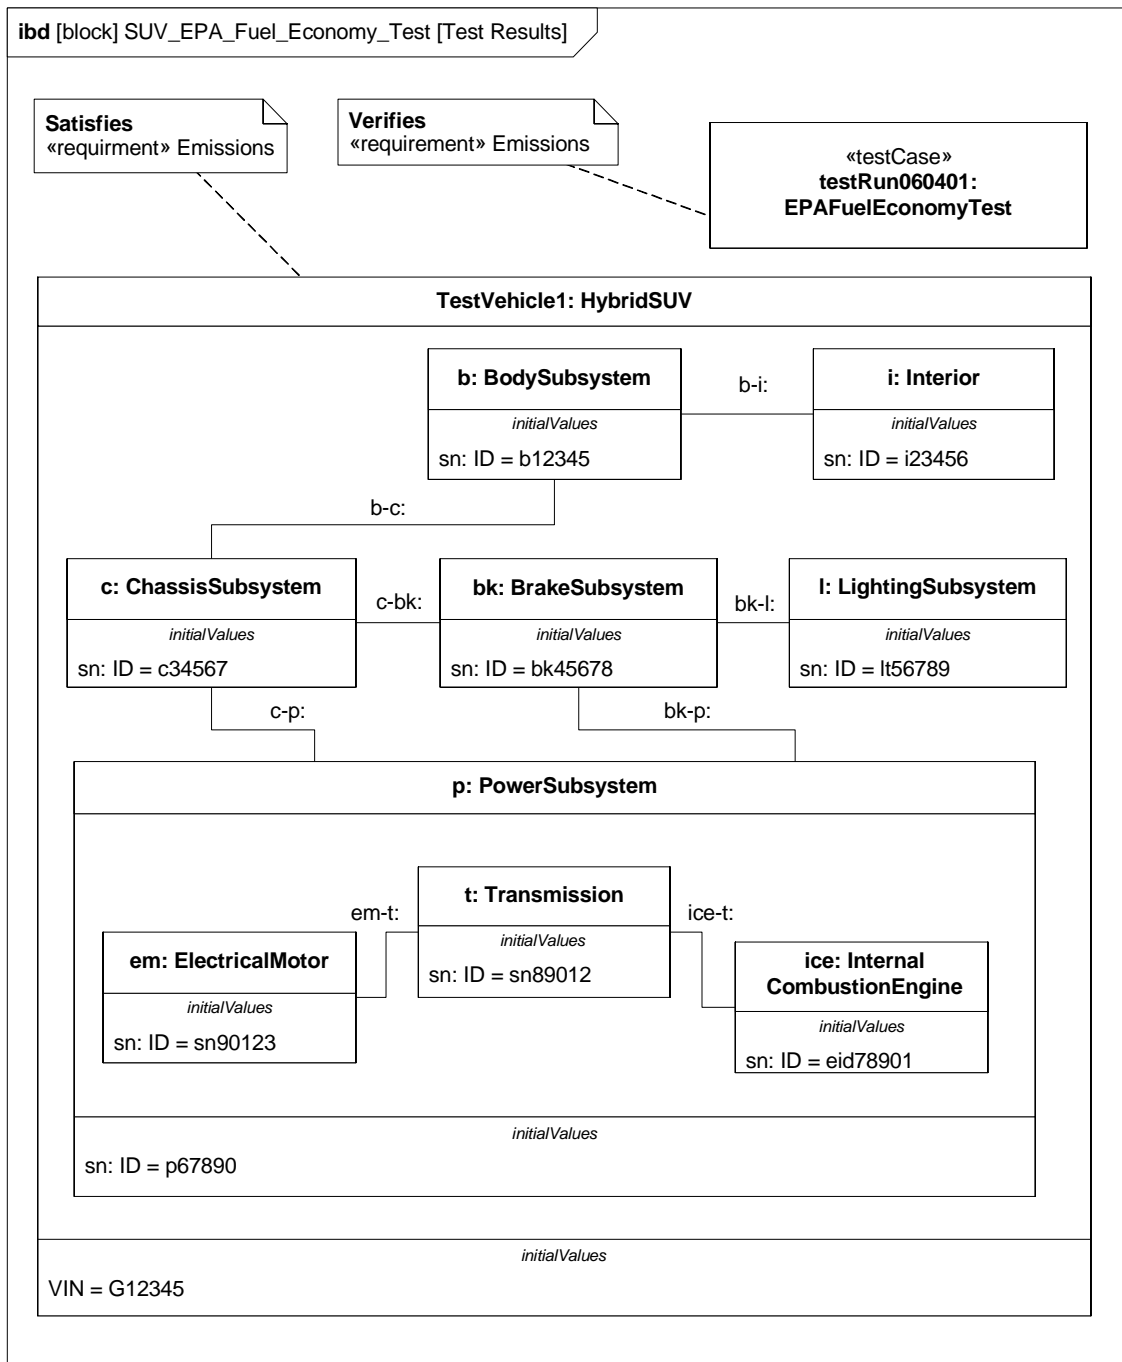 ibd [block] SUV_EPA_Fuel_Economy_Test [Test Results]
Satisfies
«requirment» Emissions
Verifies
«requirement» Emissions
«testCase»
testRun060401:
EPAFuelEconomyTest
TestVehicle1: HybridSUV
b: BodySubsystem
initialValues
sn: ID = b12345
b-i:
i: Interior
initialValues
sn: ID = i23456
b-c:
c: ChassisSubsystem
initialValues
sn: ID = c34567
c-bk:
bk: BrakeSubsystem
initialValues
sn: ID = bk45678
bk-l:
l: LightingSubsystem
initialValues
sn: ID = lt56789
c-p:
bk-p:
p: PowerSubsystem
em-t:
t: Transmission
initialValues
sn: ID = sn89012
ice-t:
em: ElectricalMotor
initialValues
sn: ID = sn90123
ice: Internal
CombustionEngine
initialValues
sn: ID = eid78901
initialValues
sn: ID = p67890
initialValues
VIN = G12345